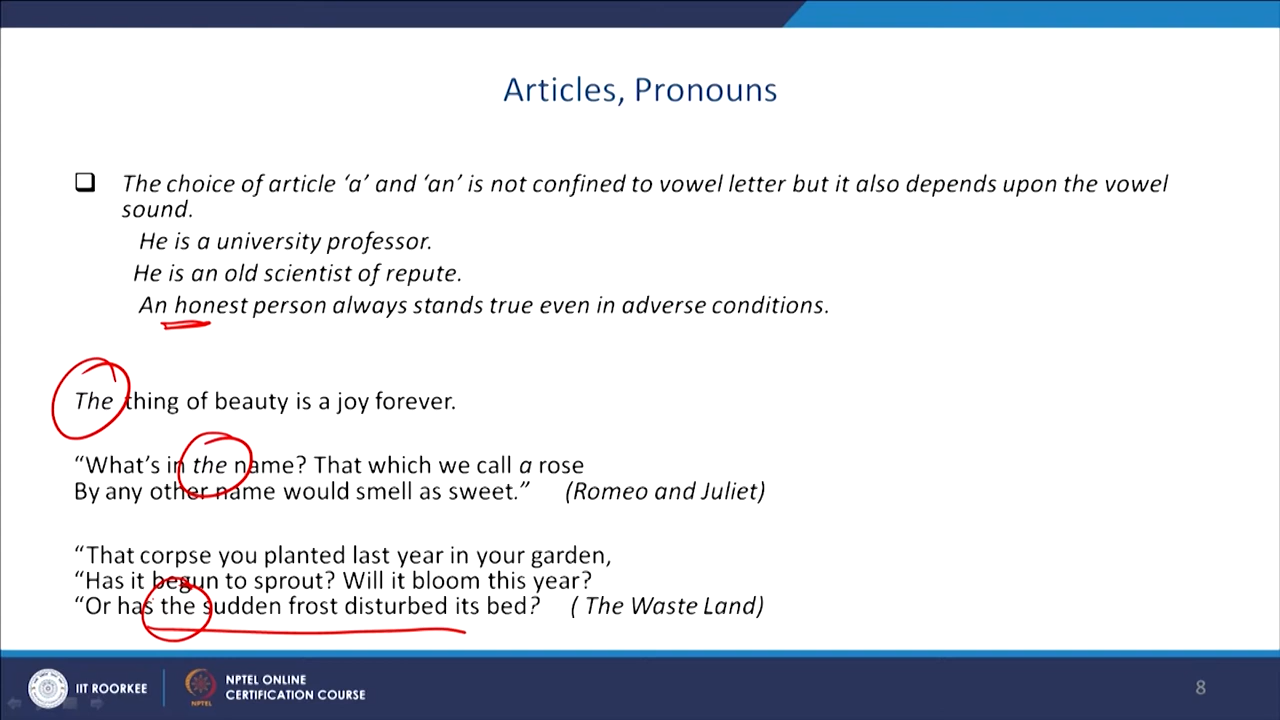 Articles, Pronouns
The choice of article ‘a’ and ‘an’ is not confined to vowel letter but it also depends upon the vowel
sound.
He is a university professor.
He is an old scientist of repute.
An honest person always stands true even in adverse conditions.
The thing of beauty is a joy forever.
“What’s in the name? That which we call a rose
By any other name would smell as sweet.” (Romeo and Juliet)
“That corpse you planted last year in your garden,
“Has it begun to sprout? Will it bloom this year?
“Or has the sudden frost disturbed its bed? ( The Waste Land)
IIT ROORKEE
NPTEL
NPTEL ONLINE
CERTIFICATION COURSE
8